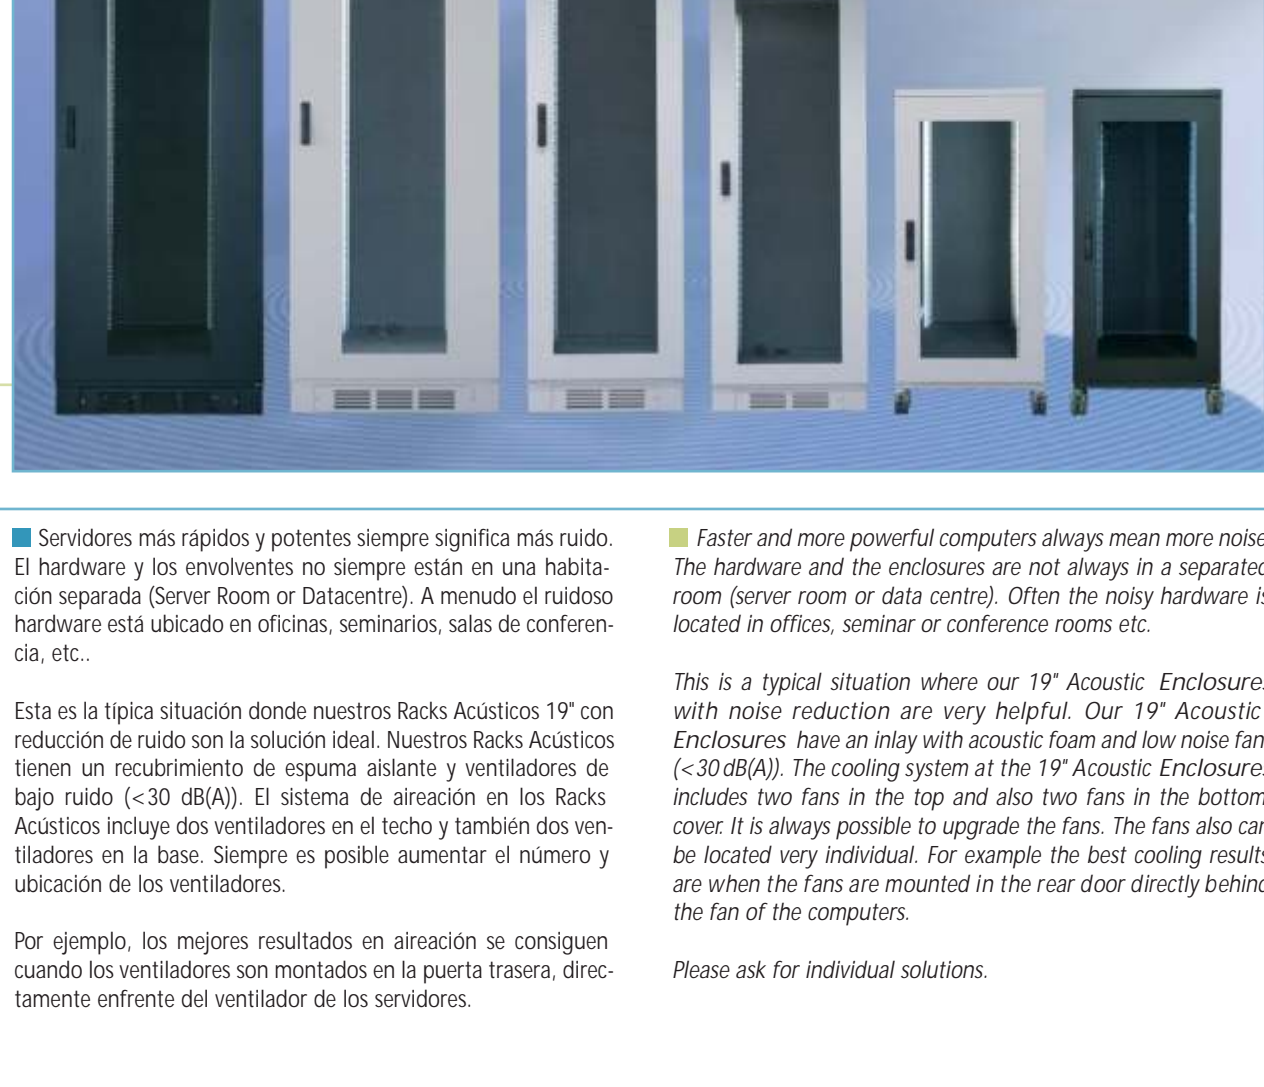 Servidores más rápidos y potentes siempre significa más ruido.
El hardware y los envolventes no siempre están en una habita-
ción separada (Server Room or Datacentre). A menudo el ruidoso
hardware está ubicado en oficinas, seminarios, salas de conferen-
cia, etc..
Esta es la típica situación donde nuestros Racks Acústicos 19" con
reducción de ruido son la solución ideal. Nuestros Racks Acústicos
tienen un recubrimiento de espuma aislante y ventiladores de
bajo ruido (<30 dB(A)). El sistema de aireación en los Racks
Acústicos incluye dos ventiladores en el techo y también dos ven-
tiladores en la base. Siempre es posible aumentar el número y
ubicación de los ventiladores.
Por ejemplo, los mejores resultados en aireación se consiguen
cuando los ventiladores son montados en la puerta trasera, direc-
tamente enfrente del ventilador de los servidores.
Faster and more powerful computers always mean more noise
The hardware and the enclosures are not always in a separated
room (server room or data centre). Often the noisy hardware is
located in offices, seminar or conference rooms etc.
This is a typical situation where our 19" Acoustic Enclosures
with noise reduction are very helpful. Our 19" Acoustic
Enclosures have an inlay with acoustic foam and low noise fan
(<30 dB(A)). The cooling system at the 19" Acoustic Enclosures
includes two fans in the top and also two fans in the bottom
cover. It is always possible to upgrade the fans. The fans also can
be located very individual. For example the best cooling results
are when the fans are mounted in the rear door directly behind
the fan of the computers.
Please ask for individual solutions.